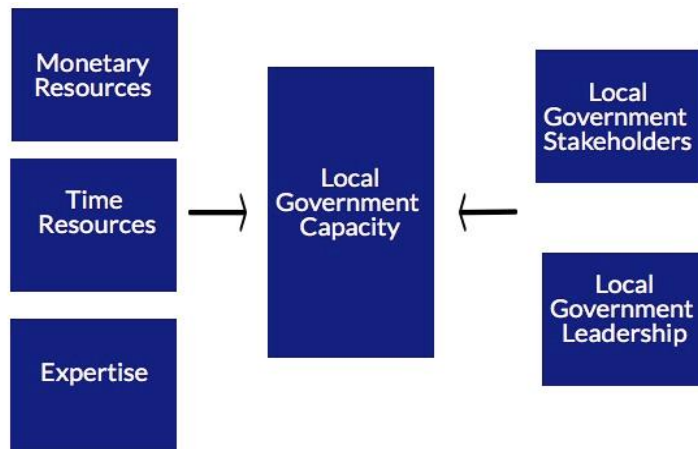 Monetary
Resources
Time
Resources
Expertise
Local
Government
Capacity
Local
Government
Stakeholders
Local
Government
Leadership